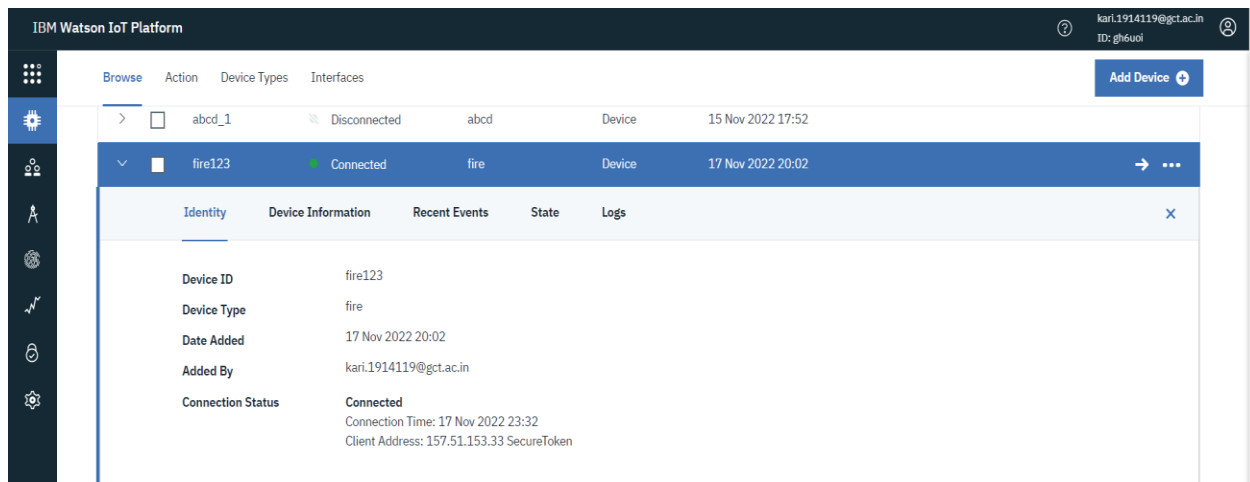 IBM Watson IoT Platform
kari.1914119@gct.ac.in
ID: gh6uoi
Browse Action Device Types Interfaces Add Device
abcd_1 Disconnected abcd Device 15 Nov 2022 17:52
fire123 Connected fire Device 17 Nov 2022 20:02
Identity Device Information Recent Events State Logs
Device ID fire123
Device Type fire
Date Added 17 Nov 2022 20:02
Added By kari.1914119@gct.ac.in
Connection Status Connected
Connection Time: 17 Nov 2022 23:32
Client Address: 157.51.153.33 SecureToken